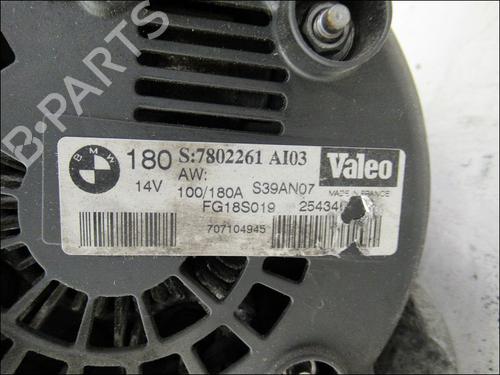 BMW
180 S:7802261 AI03 Valeo
AW:
14V 100/180A S39AN07 MADE IN FRANCE
FG18S019 25434
707104945
B-PARTS